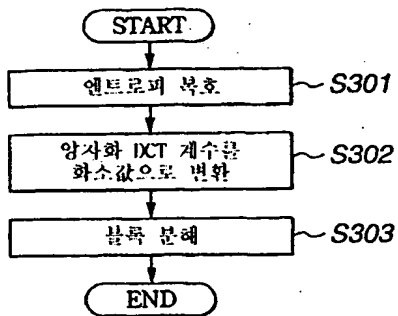 START
엔트로피 복호
S301
양자화 DCT 계수를
화소값으로 변환
S302
블록 분해
S303
END